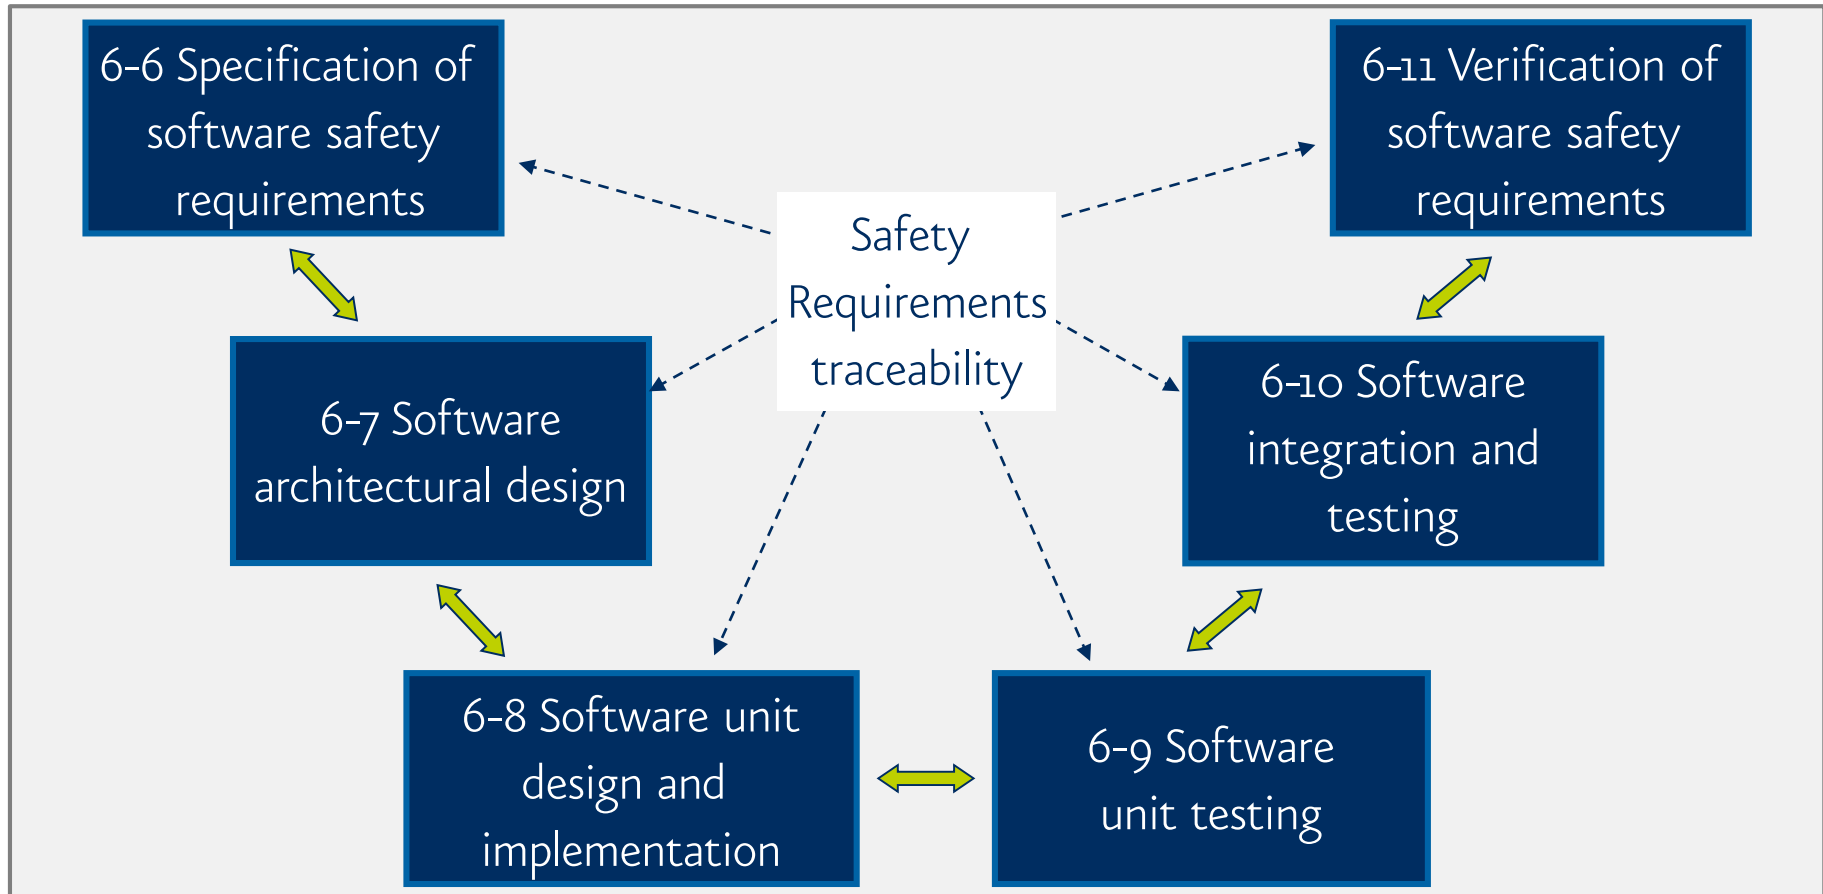 6-6 Specification of
software safety
requirements
6-11 Verification of
software safety
requirements
Safety
Requirements
traceability
6-7 Software
architectural design
6-10 Software
integration and
testing
6-8 Software unit
design and
implementation
6-9 Software
unit testing